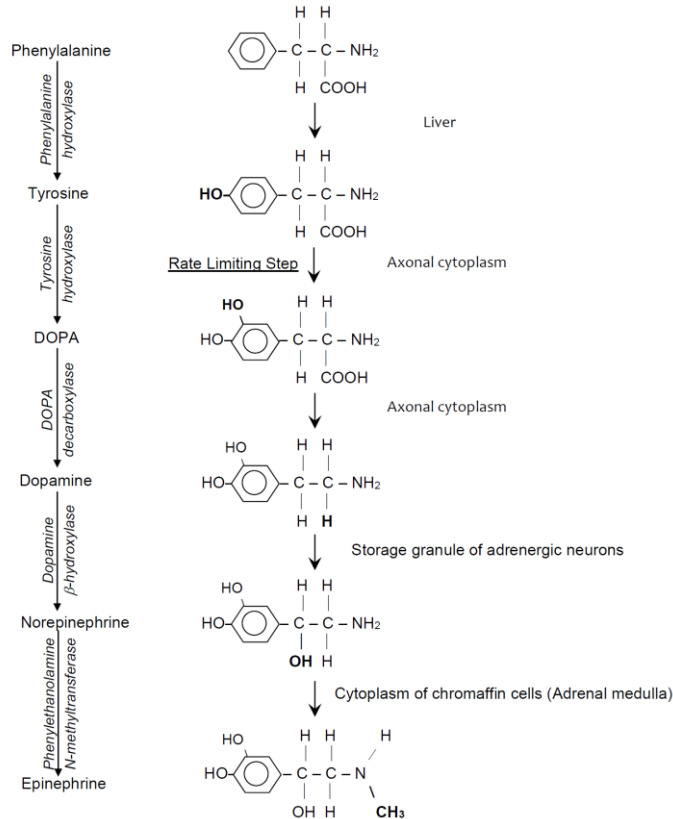 Phenylalanine
H H
C – C – NH₂
H COOH
Phenylalanine
hydroxylase
Liver
Tyrosine
H H
HO C – C – NH₂
H COOH
Tyrosine
hydroxylase
Rate Limiting Step
Axonal cytoplasm
DOPA
HO
H H
HO C – C – NH₂
H COOH
DOPA
decarboxylase
Axonal cytoplasm
Dopamine
HO
H H
HO C – C – NH₂
H H
Dopamine
β-hydroxylase
Storage granule of adrenergic neurons
Norepinephrine
HO
H H
HO C – C – NH₂
OH H
Phenylethanolamine
N-methyltransferase
Cytoplasm of chromaffin cells (Adrenal medulla)
Epinephrine
HO
H H H
HO C – C – N
OH H CH₃